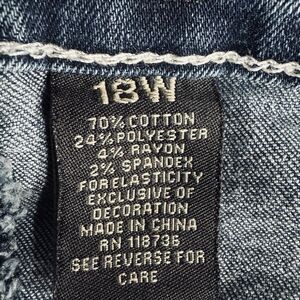 18W
70% COTTON
24% POLYESTER
4% RAYON
2% SPANDEX
FOR ELASTICITY
EXCLUSIVE OF
DECORATION
MADE IN CHINA
RN 118736
SEE REVERSE FOR
CARE